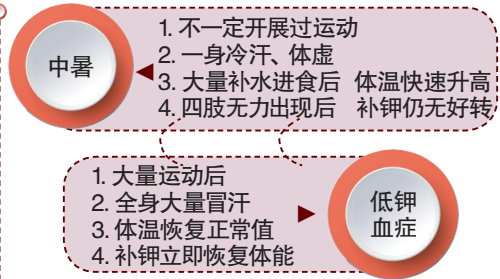 中暑
1. 不一定开展过运动
2. 一身冷汗、体虚
3. 大量补水进食后 体温快速升高
4. 四肢无力出现后 补钾仍无好转
1. 大量运动后
2. 全身大量冒汗
3. 体温恢复正常值
4. 补钾立即恢复体能
低钾
血症